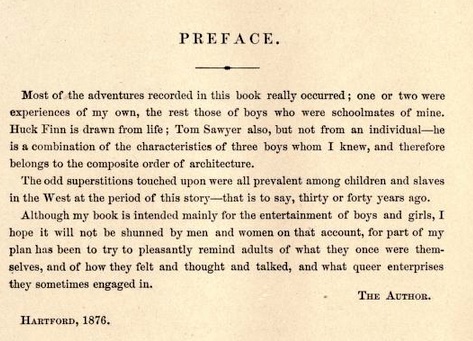 PREFACE.
Most of the adventures recorded in this book really occurred; one or two were
experiences of my own, the rest those of boys who were schoolmates of mine.
Huck Finn is drawn from life; Tom Sawyer also, but not from an individual—he
is a combination of the characteristics of three boys whom I knew, and therefore
belongs to the composite order of architecture.
The odd superstitions touched upon were all prevalent among children and slaves
in the West at the period of this story—that is to say, thirty or forty years ago.
Although my book is intended mainly for the entertainment of boys and girls, I
hope it will not be shunned by men and women on that account, for part of my
plan has been to try to pleasantly remind adults of what they once were them-
selves, and of how they felt and thought and talked, and what queer enterprises
they sometimes engaged in.
THE AUTHOR.
HARTFORD, 1876.